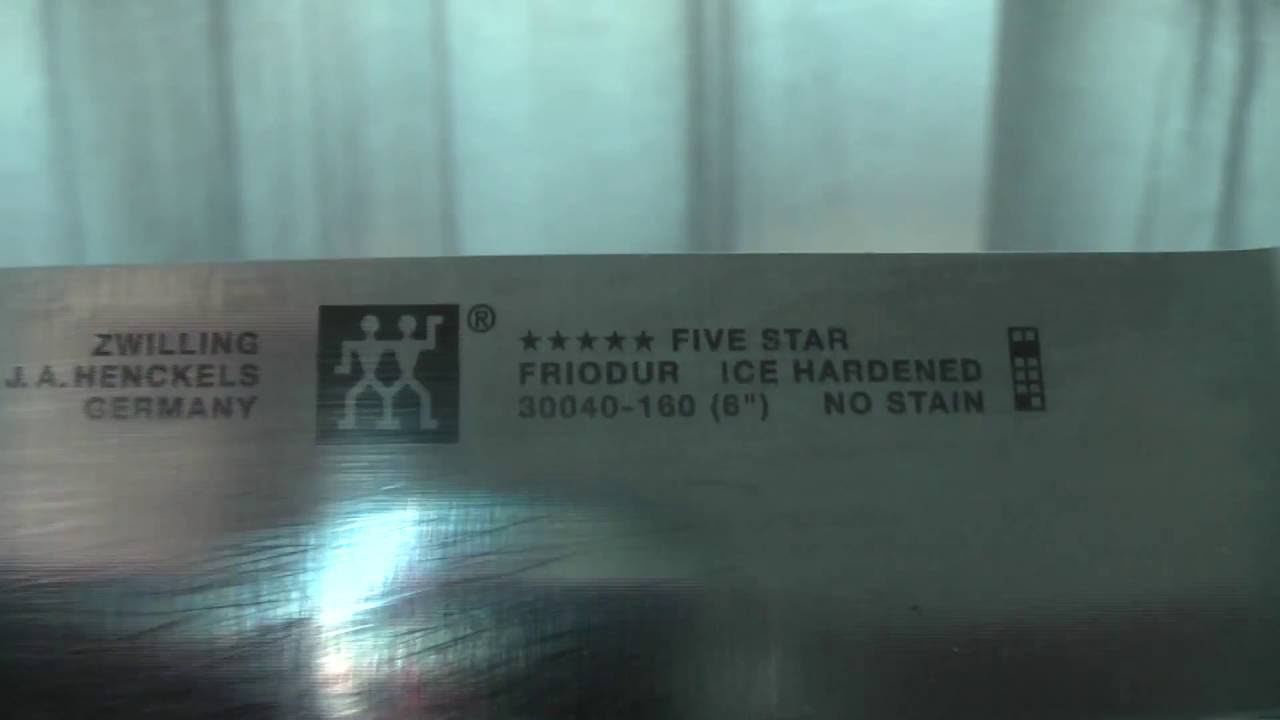 ZWILLING
J. A. HENCKELS
GERMANY
®
★★★★★ FIVE STAR
FRIODUR ICE HARDENED
30040-160 (6") NO STAIN